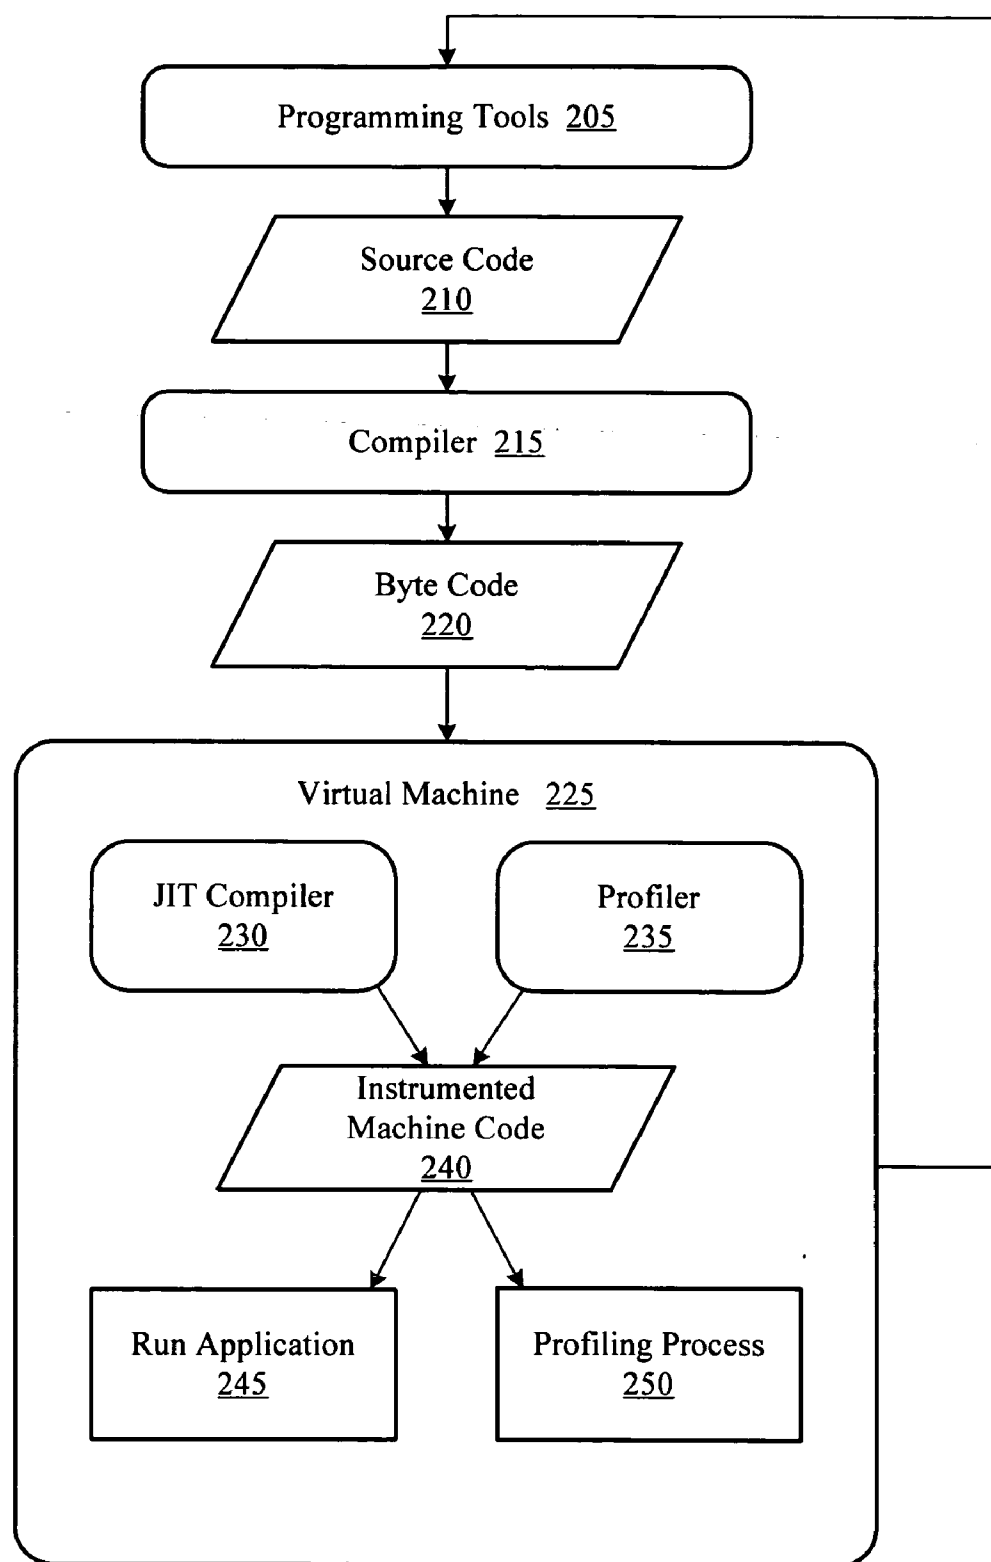 Programming Tools 205
Source Code
210
Compiler 215
Byte Code
220
Virtual Machine 225
JIT Compiler
230
Profiler
235
Instrumented
Machine Code
240
Run Application
245
Profiling Process
250